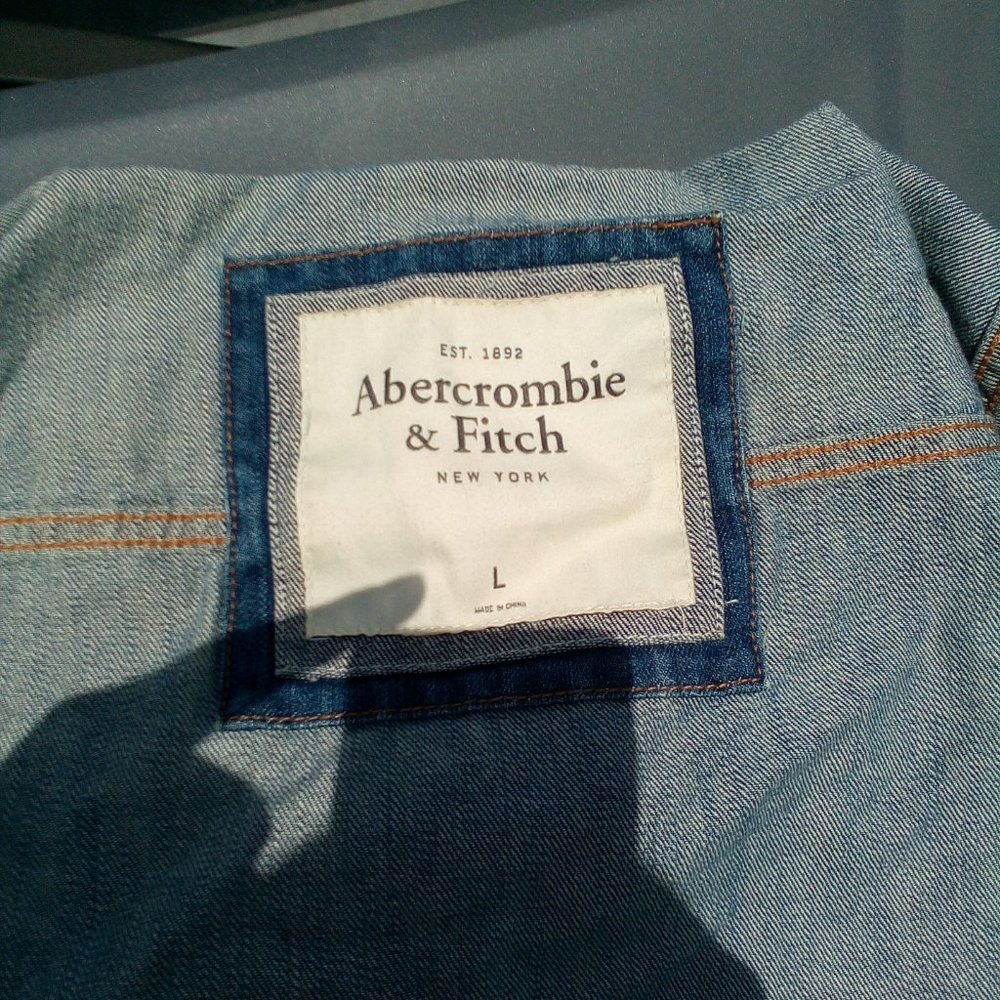 EST. 1892
Abercrombie
& Fitch
NEW YORK
L
MADE IN CHINA